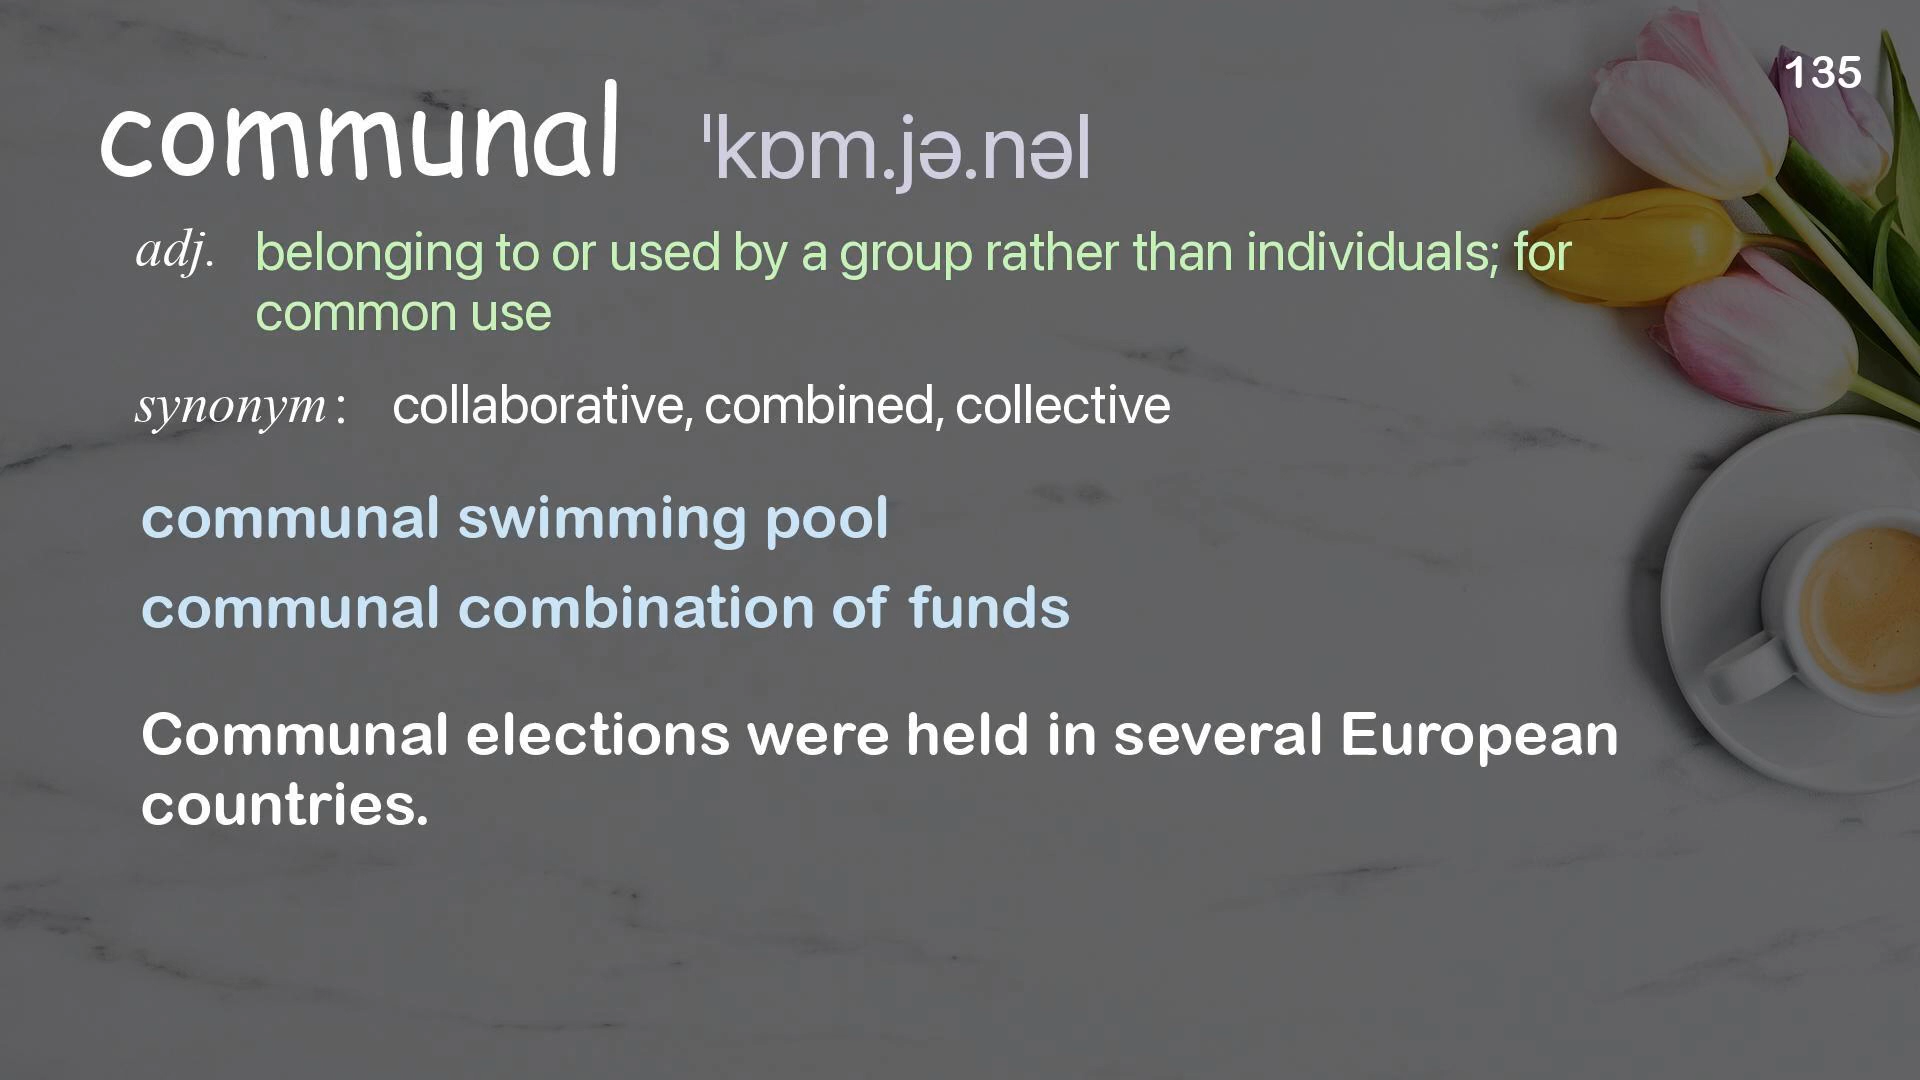 135
communal ˈkɒm.jə.nəl
adj. belonging to or used by a group rather than individuals; for
common use
synonym : collaborative, combined, collective
communal swimming pool
communal combination of funds
Communal elections were held in several European
countries.